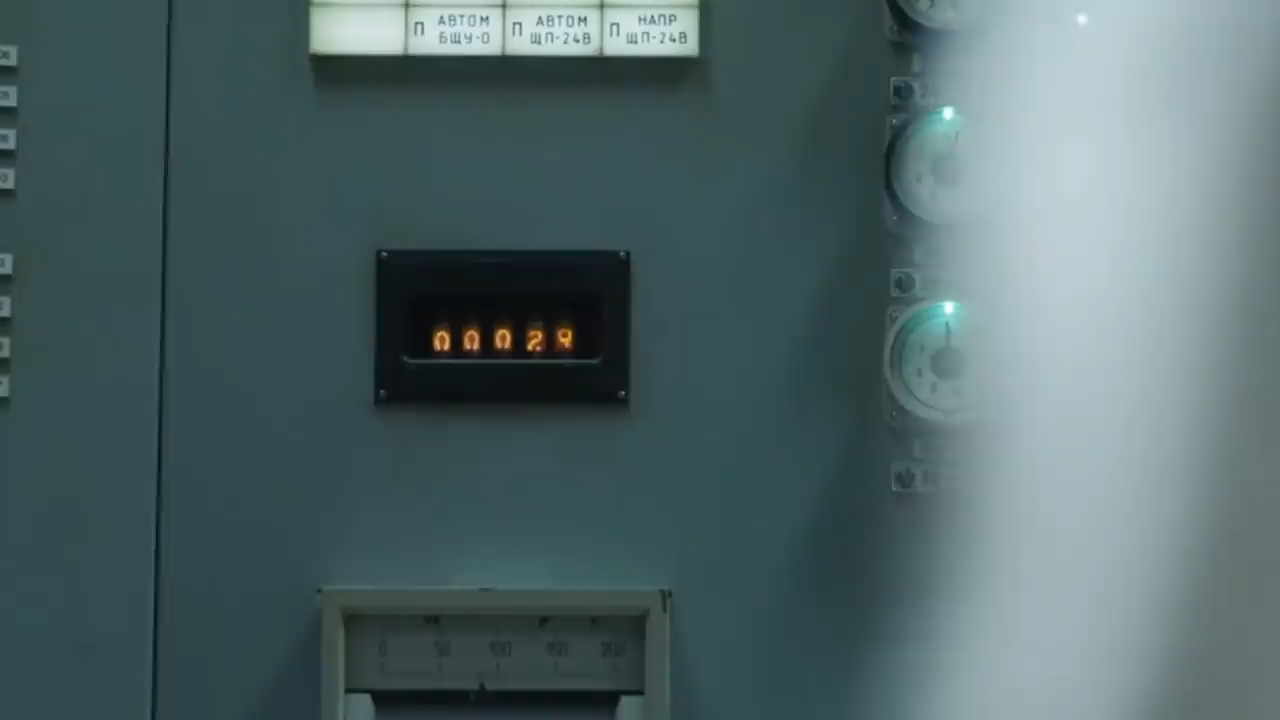 П АВТОМ БЩУ-0
П АВТОМ ЩП-24В
П НАПР ЩП-24В
00029
0 50 100 150 200